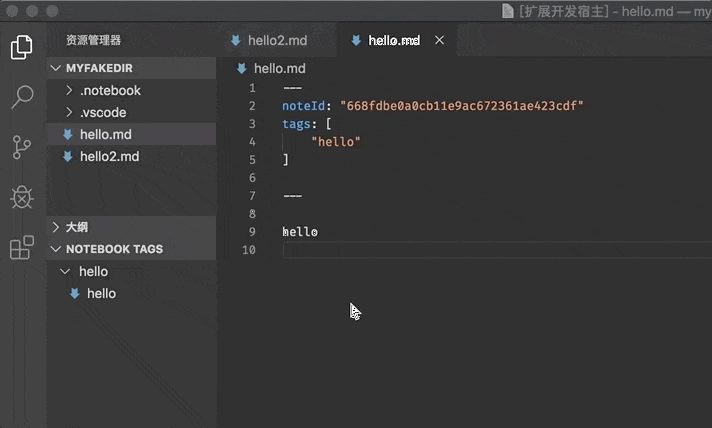 [扩展开发宿主] - hello.md — my
资源管理器
hello2.md
hello.md
MYFAKEDIR
.notebook
.vscode
hello.md
hello2.md
大纲
NOTEBOOK TAGS
hello
hello
hello.md
1 ---
2 noteId: "668fdbe0a0cb11e9ac672361ae423cdf"
3 tags: [
4 "hello"
5 ]
6
7 ---
8
9 hello
10